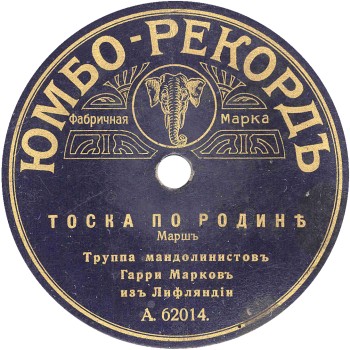 ЮМБО-РЕКОРДЪ
Фабричная Марка
ТОСКА ПО РОДИНѢ
Маршъ
Труппа мандолинистовъ
Гарри Марковъ
изъ Лифляндіи
А. 62014.